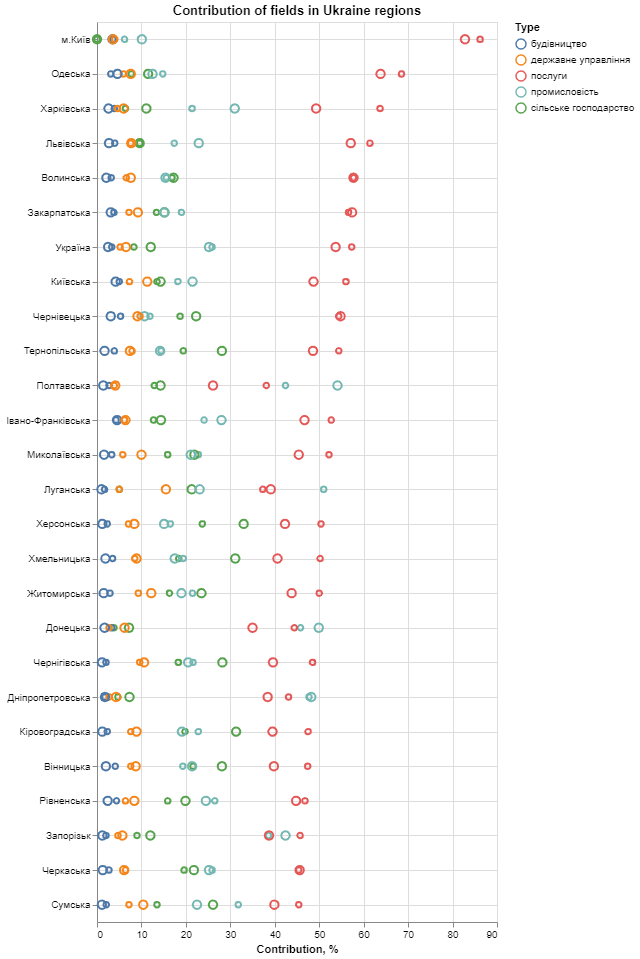 Contribution of fields in Ukraine regions
Type
будівництво
державне управління
послуги
промисловість
сільське господарство
м.Київ
Одеська
Харківська
Львівська
Волинська
Закарпатська
Україна
Київська
Чернівецька
Тернопільська
Полтавська
Івано-Франківська
Миколаївська
Луганська
Херсонська
Хмельницька
Житомирська
Донецька
Чернігівська
Дніпропетровська
Кіровоградська
Вінницька
Рівненська
Запорізьк
Черкаська
Сумська
0 10 20 30 40 50 60 70 80 90
Contribution, %